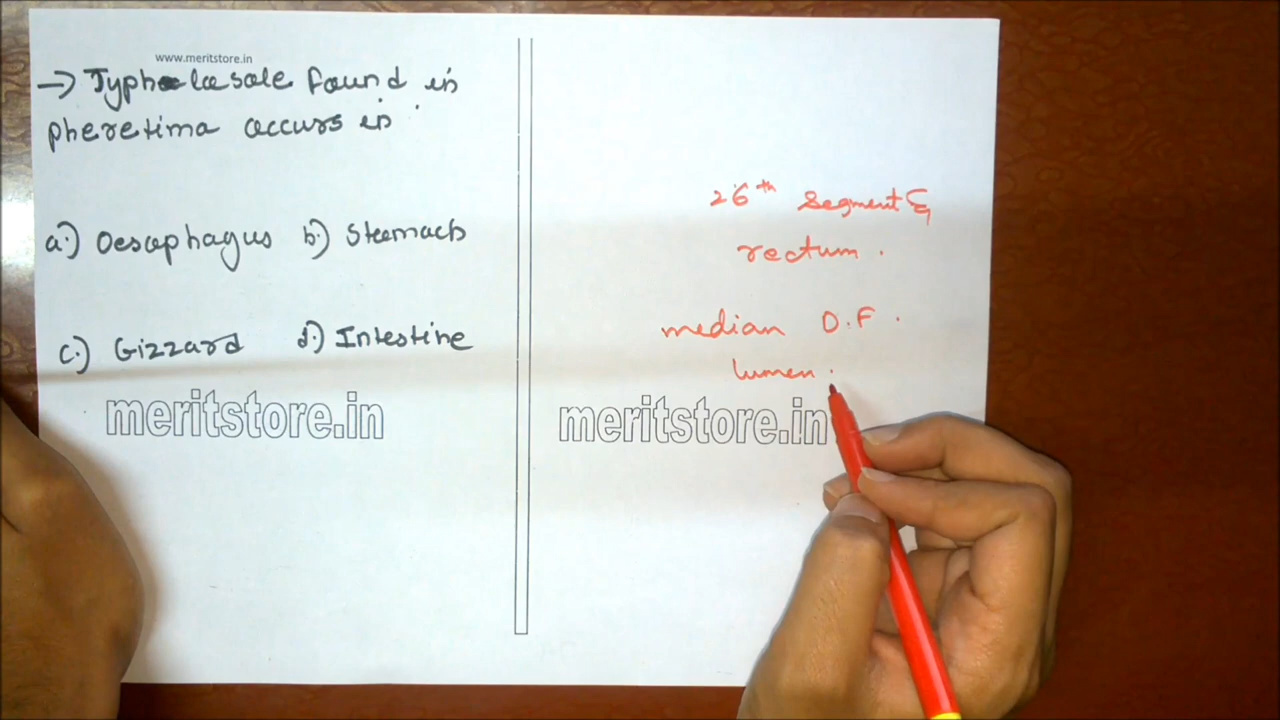 www.meritstore.in
→ Typholasole found in
pheretima occurs in
a.) Oesophagus b.) Stomach
c.) Gizzard d.) Intestine
meritstore.in
26th segment &
rectum.
median D.F.
lumen.
meritstore.in